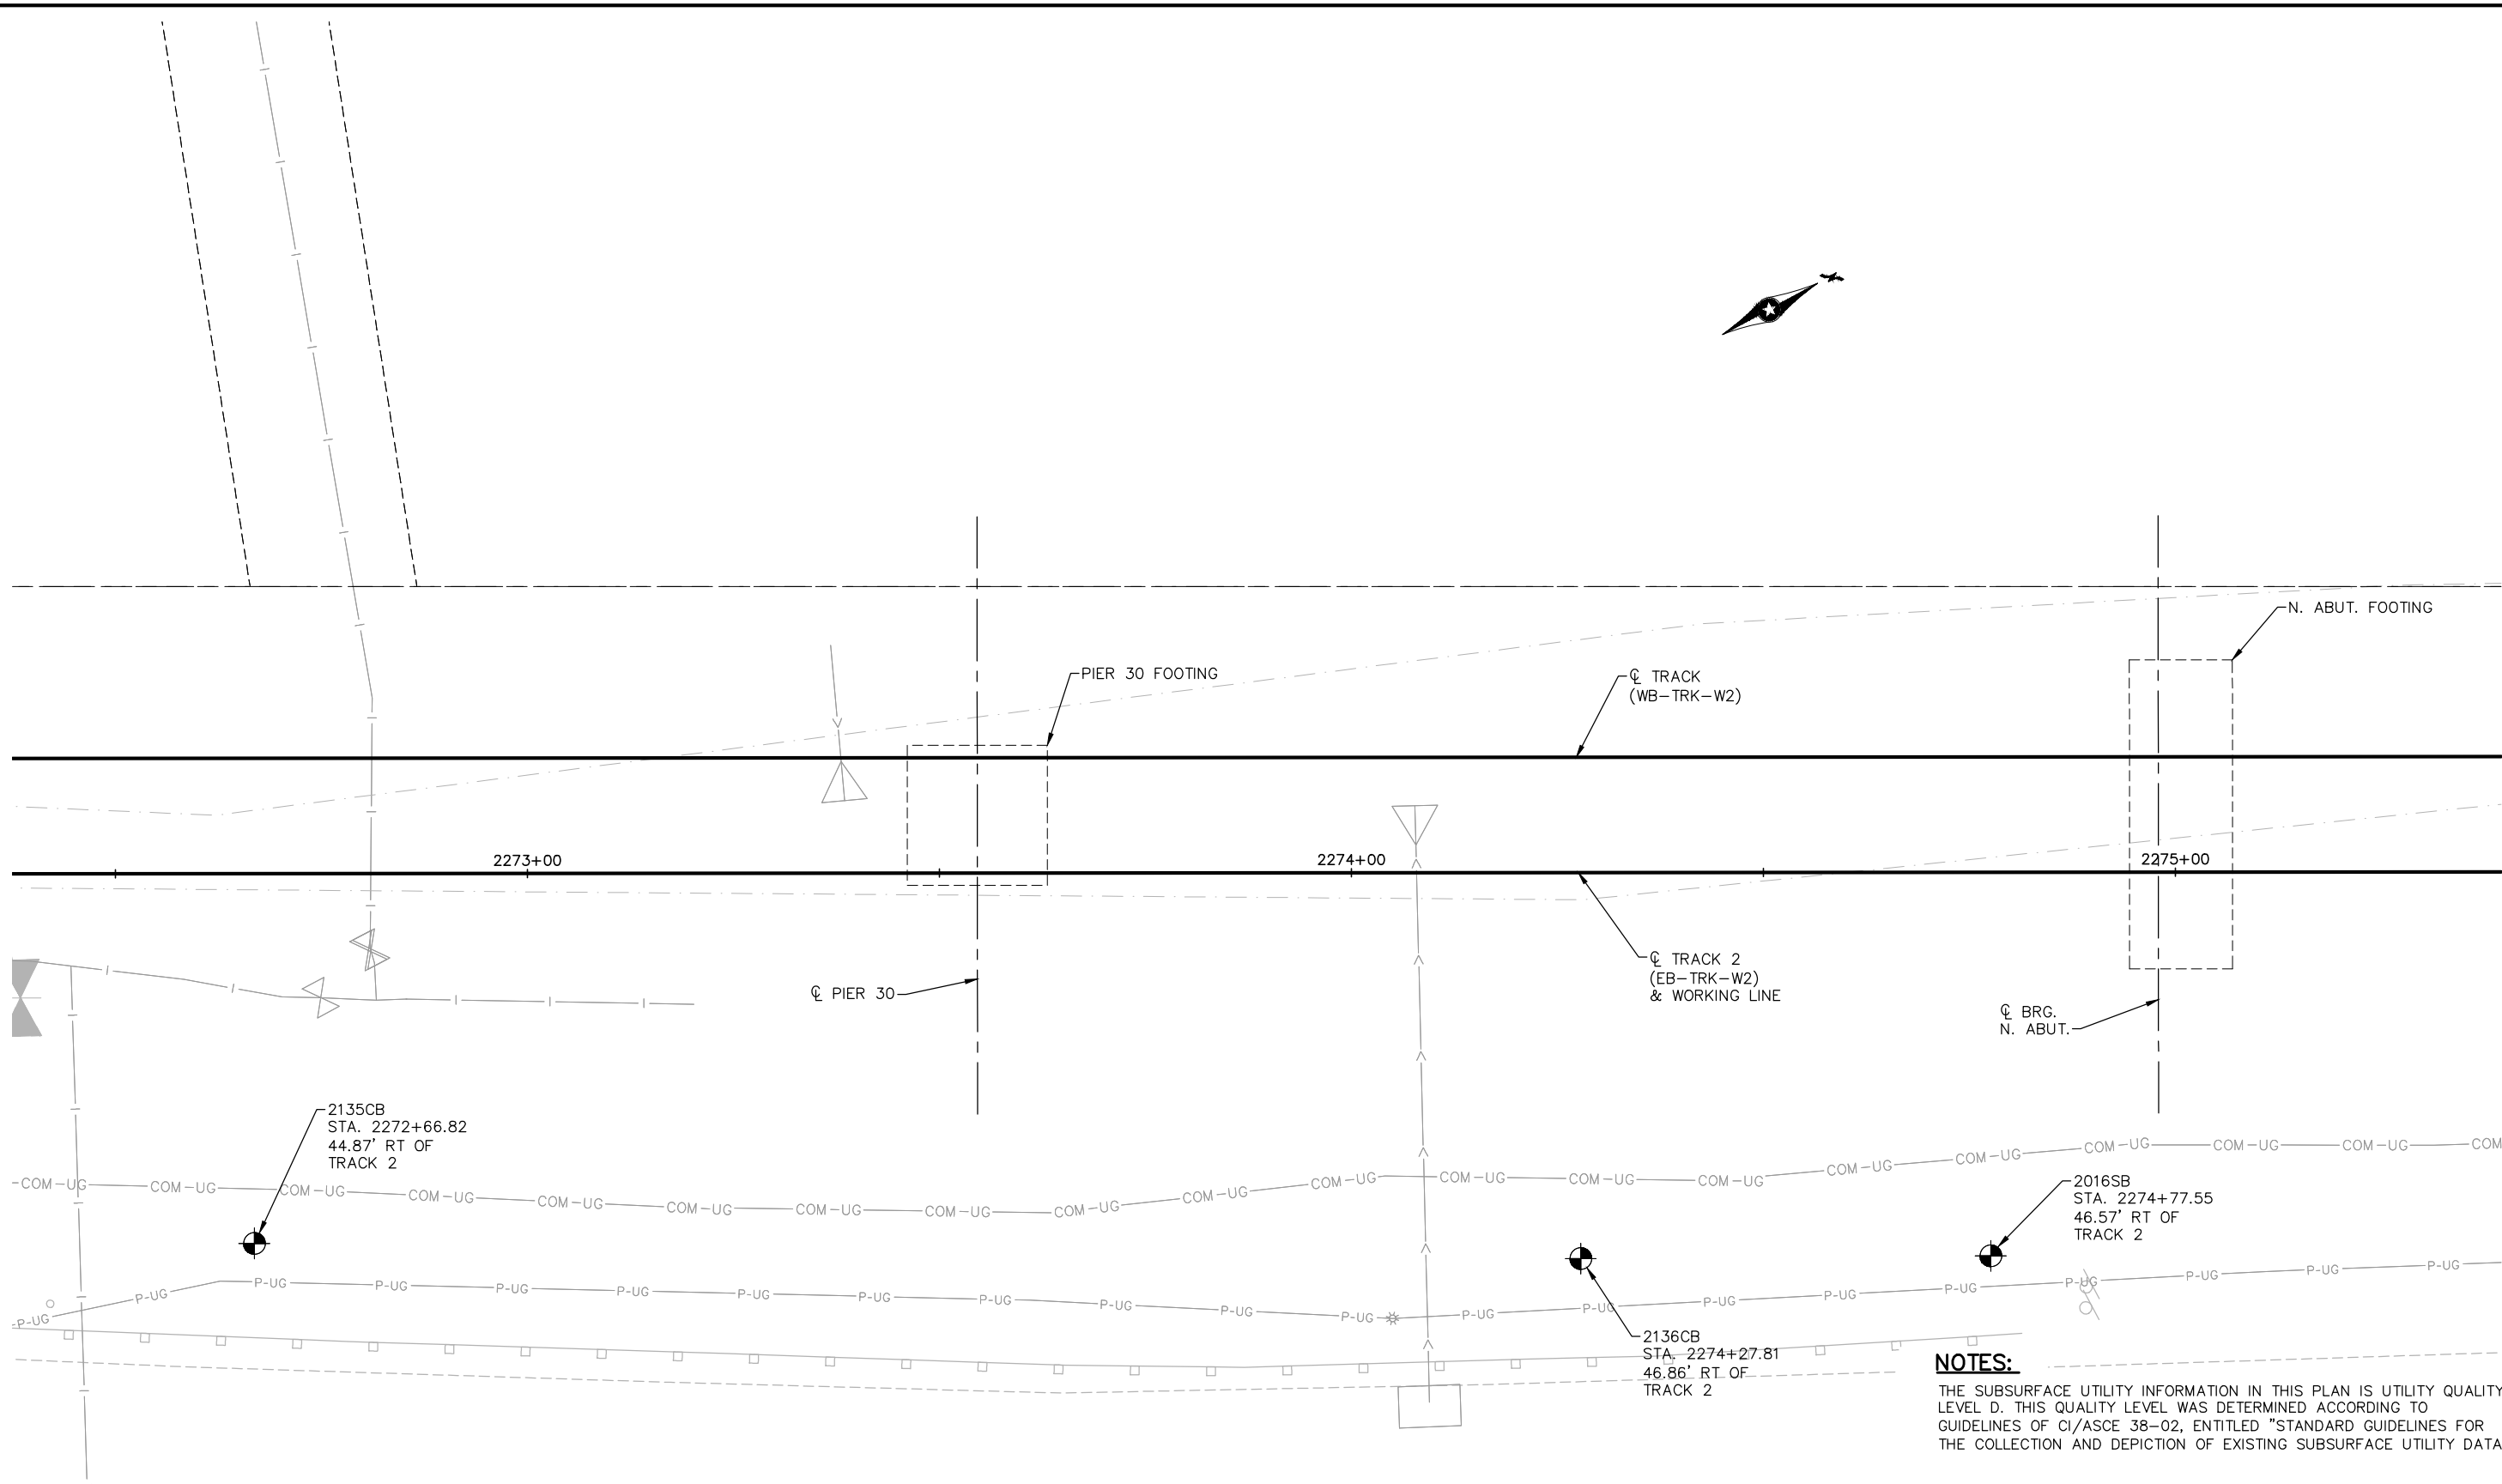 N. ABUT. FOOTING
PIER 30 FOOTING
℄ TRACK
(WB-TRK-W2)
2273+00
2274+00
2275+00
℄ TRACK 2
(EB-TRK-W2)
& WORKING LINE
℄ PIER 30
℄ BRG.
N. ABUT.
2135CB
STA. 2272+66.82
44.87' RT OF
TRACK 2
COM-UG COM-UG COM-UG COM-UG COM-UG COM-UG COM-UG COM-UG COM-UG COM-UG COM-UG COM-UG COM-UG COM-UG COM-UG COM-UG COM-UG COM-UG COM-UG COM
2016SB
STA. 2274+77.55
46.57' RT OF
TRACK 2
P-UG P-UG P-UG P-UG P-UG P-UG P-UG P-UG P-UG P-UG P-UG P-UG P-UG P-UG P-UG P-UG P-UG P-UG P-UG P-UG P-UG
2136CB
STA. 2274+27.81
46.86' RT OF
TRACK 2
NOTES:
THE SUBSURFACE UTILITY INFORMATION IN THIS PLAN IS UTILITY QUALITY
LEVEL D. THIS QUALITY LEVEL WAS DETERMINED ACCORDING TO
GUIDELINES OF CI/ASCE 38-02, ENTITLED "STANDARD GUIDELINES FOR
THE COLLECTION AND DEPICTION OF EXISTING SUBSURFACE UTILITY DATA